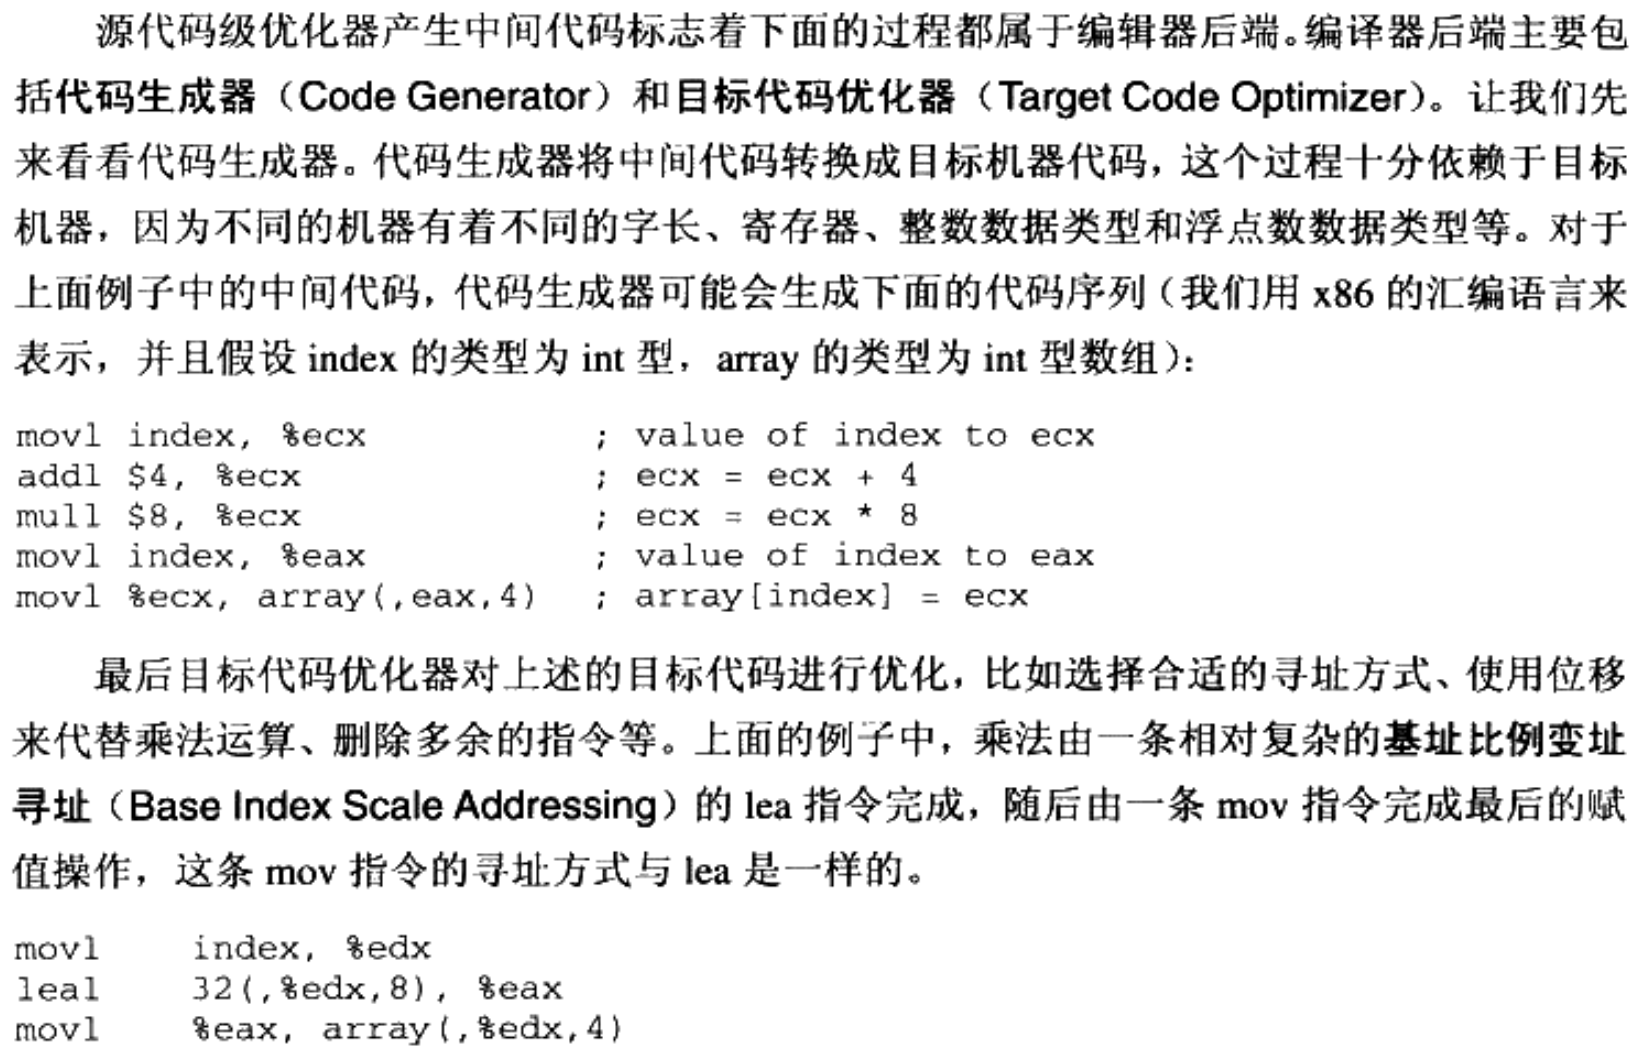 源代码级优化器产生中间代码标志着下面的过程都属于编辑器后端。编译器后端主要包
括代码生成器（Code Generator）和目标代码优化器（Target Code Optimizer）。让我们先
来看看代码生成器。代码生成器将中间代码转换成目标机器代码，这个过程十分依赖于目标
机器，因为不同的机器有着不同的字长、寄存器、整数数据类型和浮点数数据类型等。对于
上面例子中的中间代码，代码生成器可能会生成下面的代码序列（我们用 x86 的汇编语言来
表示，并且假设 index 的类型为 int 型，array 的类型为 int 型数组）：
movl index, %ecx ; value of index to ecx
addl $4, %ecx ; ecx = ecx + 4
mull $8, %ecx ; ecx = ecx * 8
movl index, %eax ; value of index to eax
movl %ecx, array(,eax,4) ; array[index] = ecx
最后目标代码优化器对上述的目标代码进行优化，比如选择合适的寻址方式、使用位移
来代替乘法运算、删除多余的指令等。上面的例子中，乘法由一条相对复杂的基址比例变址
寻址（Base Index Scale Addressing）的 lea 指令完成，随后由一条 mov 指令完成最后的赋
值操作，这条 mov 指令的寻址方式与 lea 是一样的。
movl index, %edx
leal 32(,%edx,8), %eax
movl %eax, array(,%edx,4)